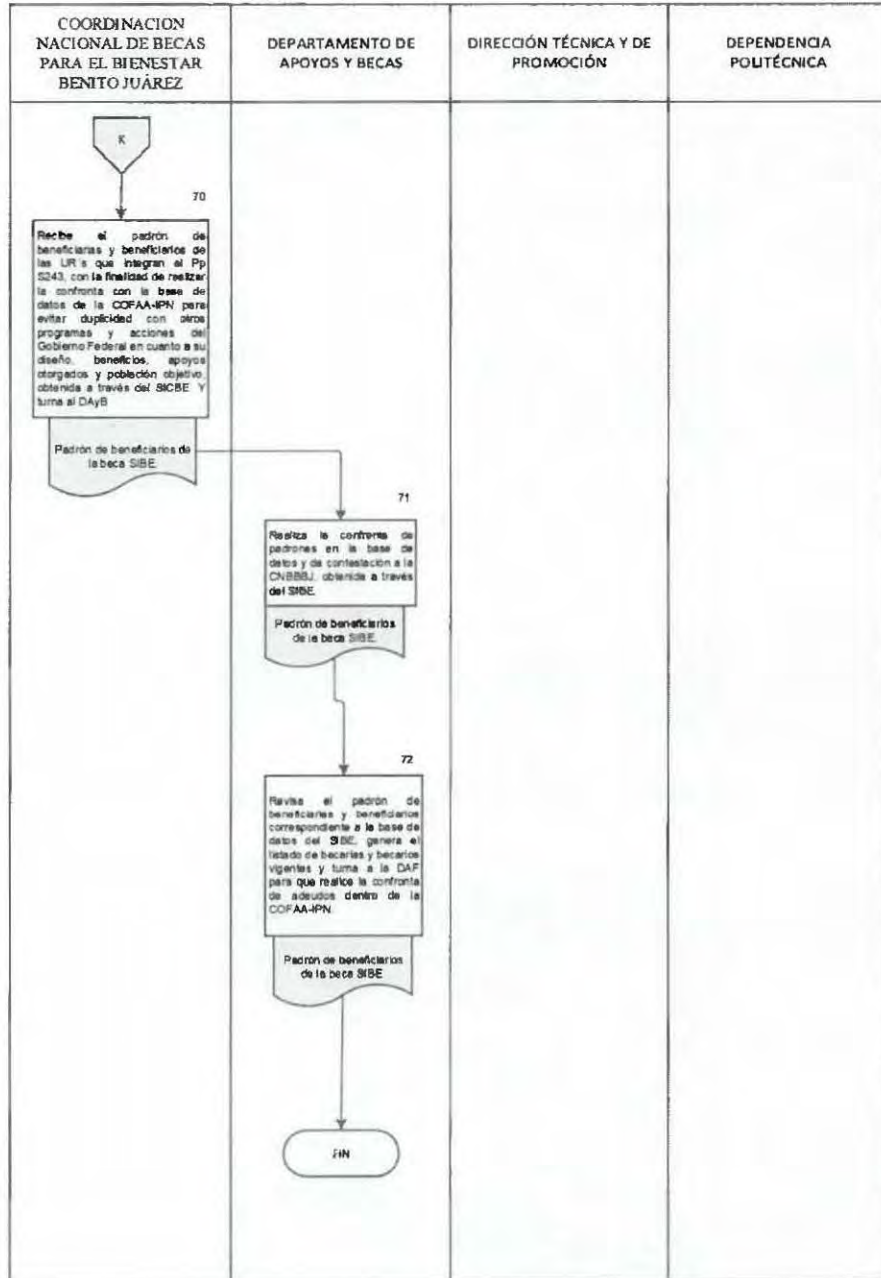 COORDINACION
NACIONAL DE BECAS
PARA EL BIENESTAR
BENITO JUÁREZ
DEPARTAMENTO DE
APOYOS Y BECAS
DIRECCIÓN TÉCNICA Y DE
PROMOCIÓN
DEPENDENCIA
POLITÉCNICA
K
70
Recibe el padrón de
beneficiarias y beneficiarios de
las UR's que integran el Pp
S243, con la finalidad de realizar
la confronta con la base de
datos de la COFAA-IPN para
evitar duplicidad con otros
programas y acciones del
Gobierno Federal en cuanto a su
diseño, beneficios, apoyos
otorgados y población objetivo,
obtenida a través del SICBE. Y
turna al DAyB
Padrón de beneficiarios de
la beca SIBE.
71
Realiza la confronta de
padrones en la base de
datos y da contestación a la
CNBBBJ, obtenida a través
del SIBE.
Padrón de beneficiarios
de la beca SIBE.
72
Revisa el padrón de
beneficiarias y beneficiarios
correspondiente a la base de
datos del SIBE, genera el
listado de becarias y becarios
vigentes y turna a la DAF
para que realice la confronta
de adeudos dentro de la
COFAA-IPN.
Padrón de beneficiarios
de la beca SIBE
FIN